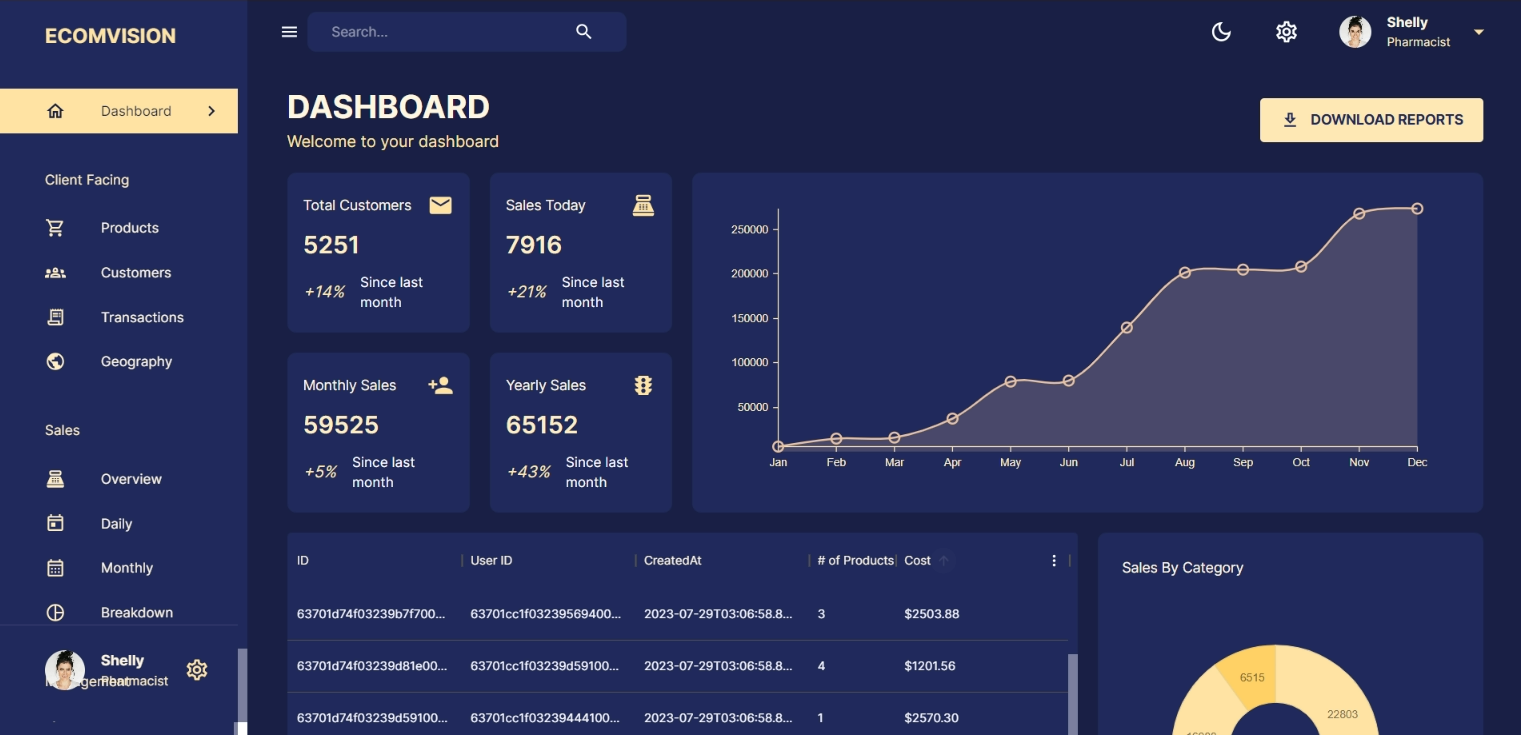 ECOMVISION
Dashboard
Client Facing
Products
Customers
Transactions
Geography
Sales
Overview
Daily
Monthly
Breakdown
Shelly
Pharmacist
Search...
Shelly
Pharmacist
DASHBOARD
Welcome to your dashboard
DOWNLOAD REPORTS
Total Customers
5251
+14% Since last
month
Sales Today
7916
+21% Since last
month
Monthly Sales
59525
+5% Since last
month
Yearly Sales
65152
+43% Since last
month
250000
200000
150000
100000
50000
Jan Feb Mar Apr May Jun Jul Aug Sep Oct Nov Dec
ID User ID CreatedAt # of Products Cost
63701d74f03239b7f700... 63701cc1f03239569400... 2023-07-29T03:06:58.8... 3 $2503.88
63701d74f03239d81e00... 63701cc1f03239d59100... 2023-07-29T03:06:58.8... 4 $1201.56
63701d74f03239d59100... 63701cc1f03239444100... 2023-07-29T03:06:58.8... 1 $2570.30
Sales By Category
6515
22803